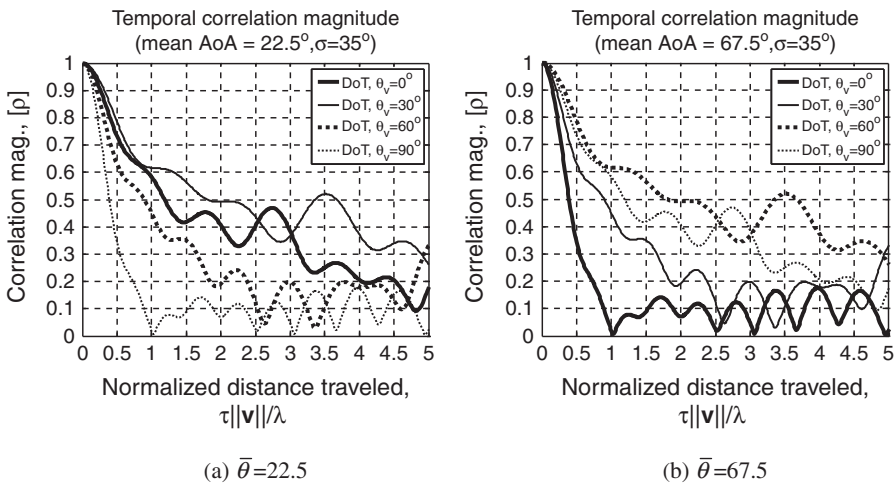 Temporal correlation magnitude
(mean AoA = 22.5°,σ=35°)
1
0.9
0.8
0.7
0.6
0.5
0.4
0.3
0.2
0.1
0
Correlation mag., [ρ]
DoT, θv=0°
DoT, θv=30°
DoT, θv=60°
DoT, θv=90°
0 0.5 1 1.5 2 2.5 3 3.5 4 4.5 5
Normalized distance traveled,
τ||v||/λ
(a) θ̅=22.5
Temporal correlation magnitude
(mean AoA = 67.5°,σ=35°)
1
0.9
0.8
0.7
0.6
0.5
0.4
0.3
0.2
0.1
0
Correlation mag., [ρ]
DoT, θv=0°
DoT, θv=30°
DoT, θv=60°
DoT, θv=90°
0 0.5 1 1.5 2 2.5 3 3.5 4 4.5 5
Normalized distance traveled,
τ||v||/λ
(b) θ̅=67.5